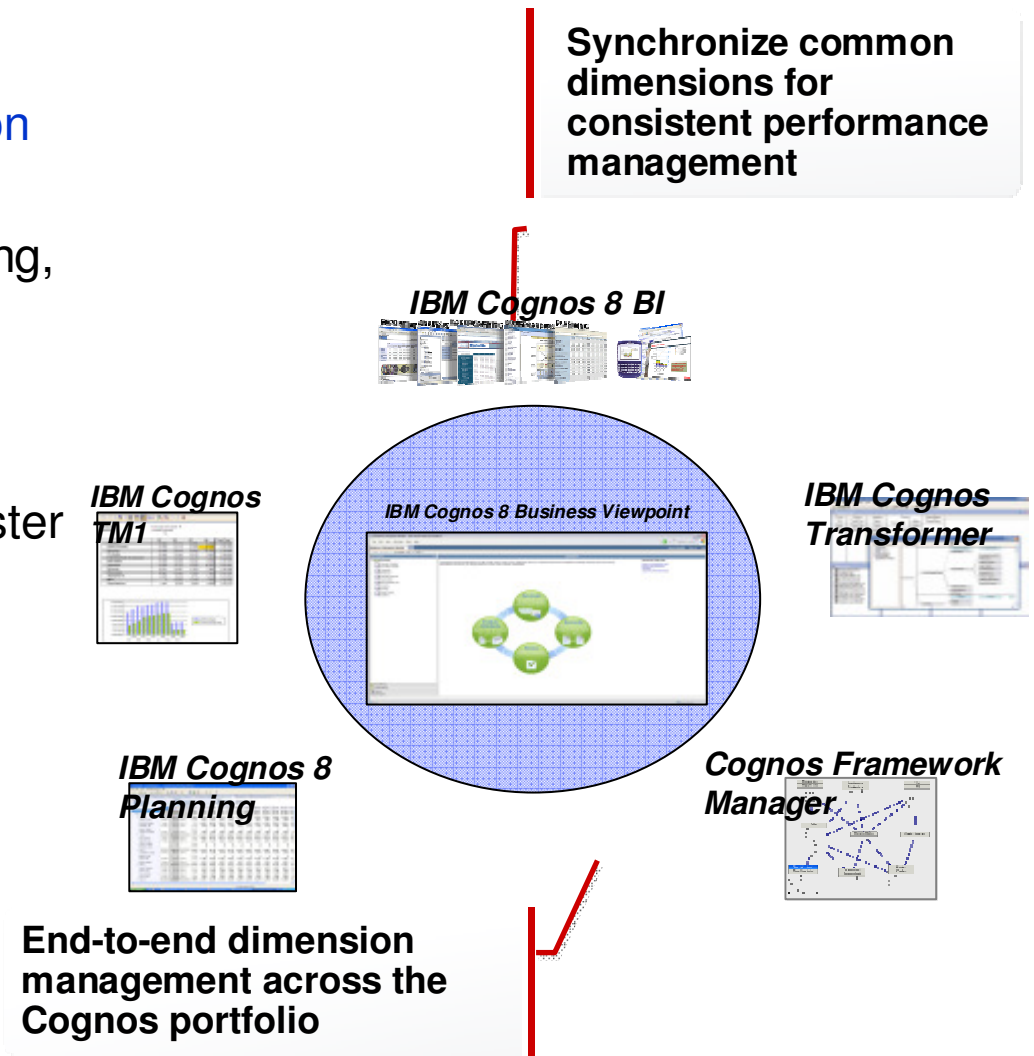 Synchronize common
dimensions for
consistent performance
management
on
ng,
ster
IBM Cognos 8 BI
IBM Cognos
TM1
IBM Cognos 8 Business Viewpoint
IBM Cognos
Transformer
IBM Cognos 8
Planning
Cognos Framework
Manager
End-to-end dimension
management across the
Cognos portfolio